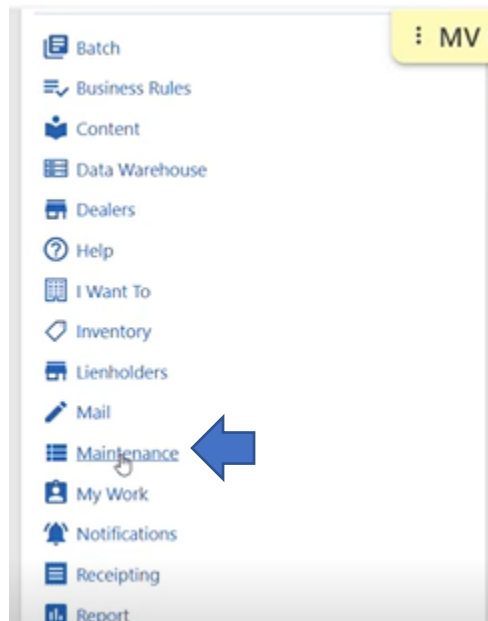 MV
Batch
Business Rules
Content
Data Warehouse
Dealers
Help
I Want To
Inventory
Lienholders
Mail
Maintenance
My Work
Notifications
Receipting
Report